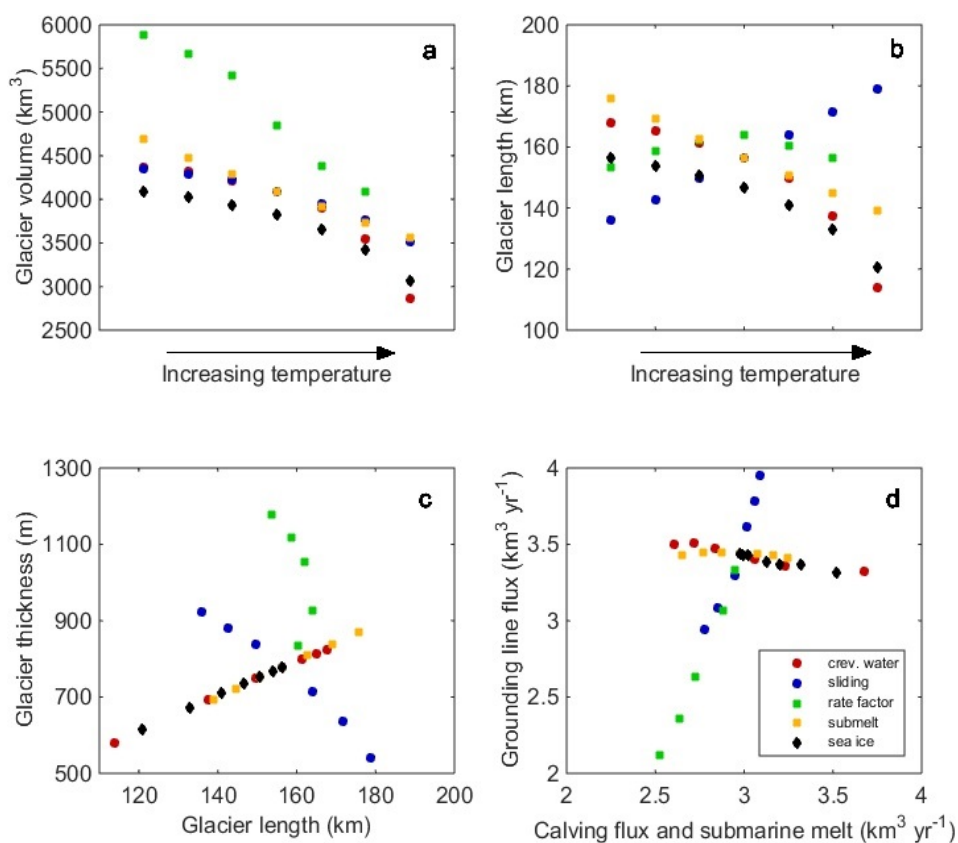 a
Glacier volume (km³)
6000
5500
5000
4500
4000
3500
3000
2500
Increasing temperature
b
Glacier length (km)
200
180
160
140
120
100
Increasing temperature
c
Glacier thickness (m)
1300
1100
900
700
500
120 140 160 180 200
Glacier length (km)
d
Grounding line flux (km³ yr⁻¹)
4
3.5
3
2.5
2
crev. water
sliding
rate factor
submelt
sea ice
2 2.5 3 3.5 4
Calving flux and submarine melt (km³ yr⁻¹)